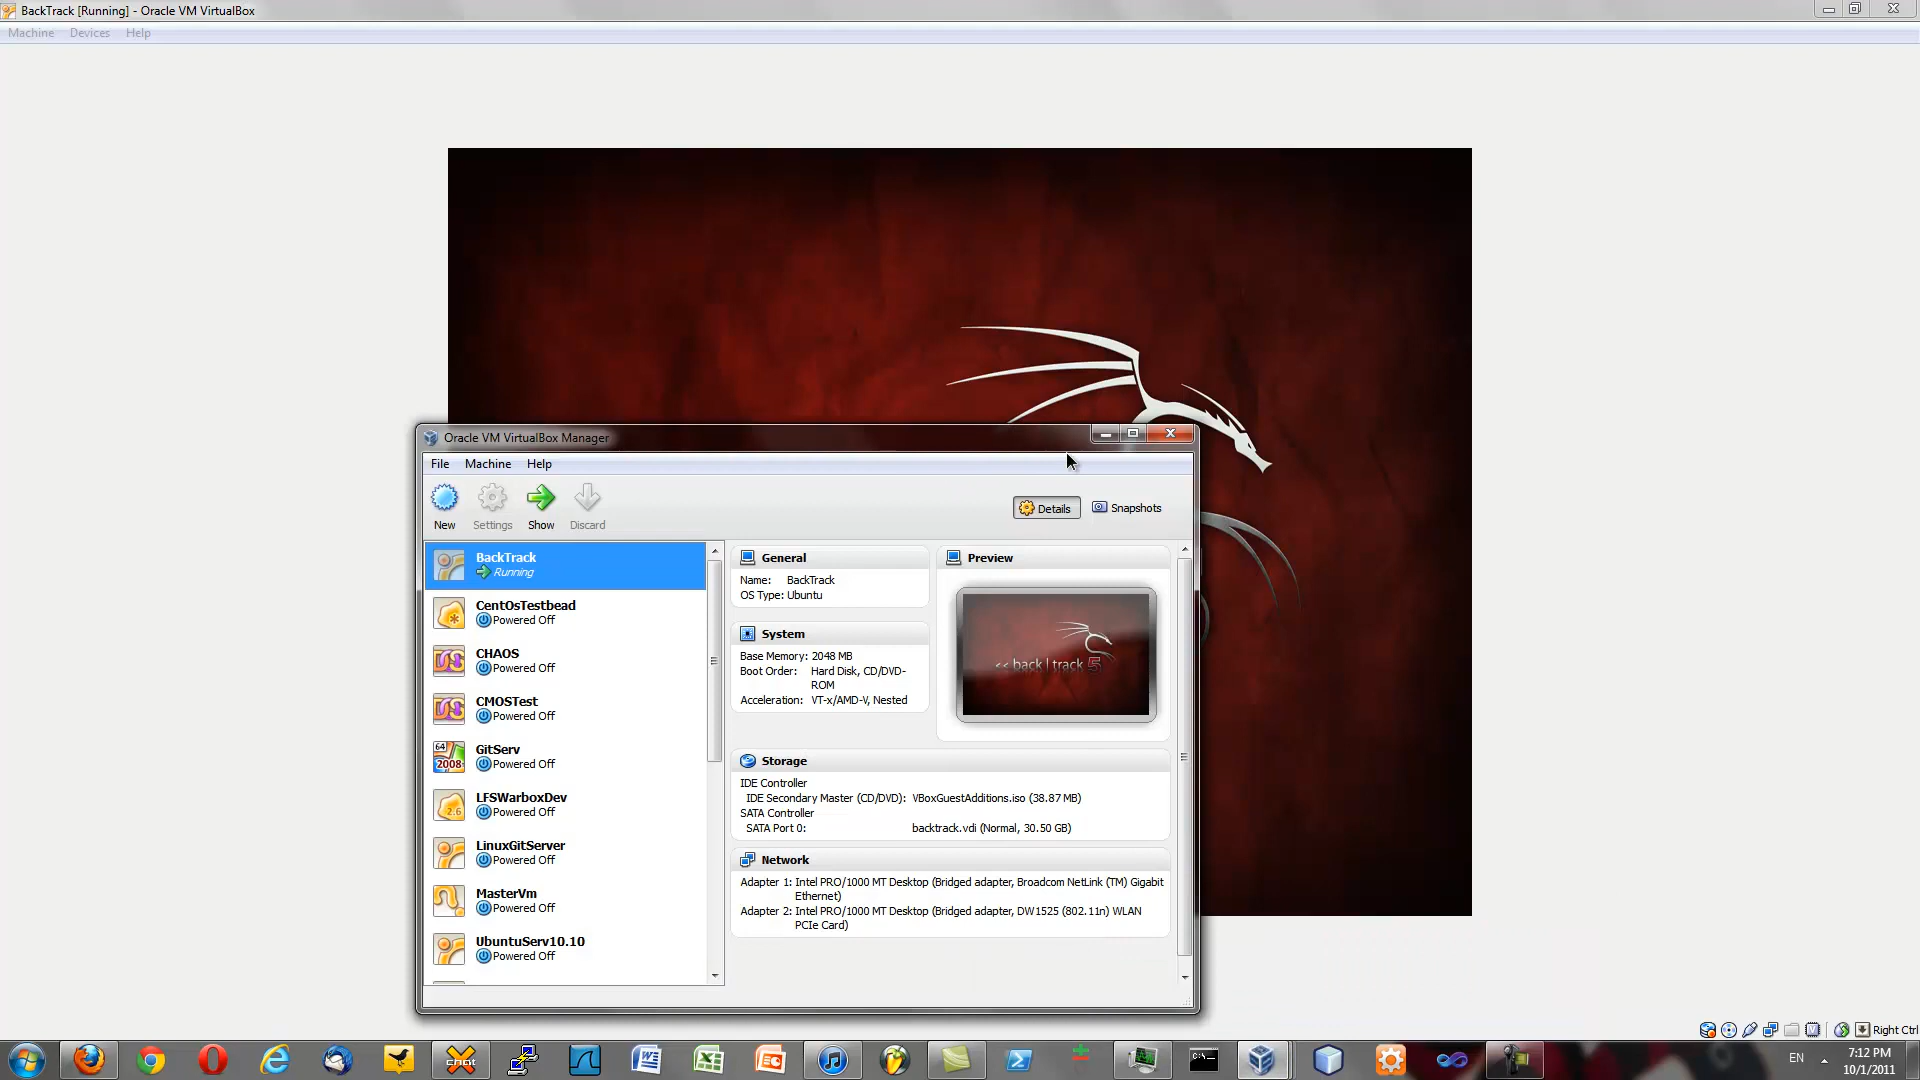 BackTrack [Running] - Oracle VM VirtualBox
Machine Devices Help
Oracle VM VirtualBox Manager
File Machine Help
New Settings Show Discard
Details Snapshots
BackTrack
Running
CentOsTestbead
Powered Off
CHAOS
Powered Off
CMOSTest
Powered Off
64
2008
GitServ
Powered Off
2.6
LFSWarboxDev
Powered Off
LinuxGitServer
Powered Off
MasterVm
Powered Off
UbuntuServ10.10
Powered Off
General
Name: BackTrack
OS Type: Ubuntu
System
Base Memory: 2048 MB
Boot Order: Hard Disk, CD/DVD-
ROM
Acceleration: VT-x/AMD-V, Nested
Preview
<< back | track 5
Storage
IDE Controller
IDE Secondary Master (CD/DVD): VBoxGuestAdditions.iso (38.87 MB)
SATA Controller
SATA Port 0: backtrack.vdi (Normal, 30.50 GB)
Network
Adapter 1: Intel PRO/1000 MT Desktop (Bridged adapter, Broadcom NetLink (TM) Gigabit
Ethernet)
Adapter 2: Intel PRO/1000 MT Desktop (Bridged adapter, DW1525 (802.11n) WLAN
PCIe Card)
Right Ctrl
EN
7:12 PM
10/1/2011